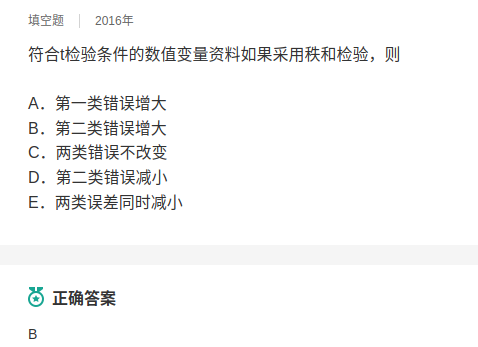 填空题 2016年
符合t检验条件的数值变量资料如果采用秩和检验，则
A．第一类错误增大
B．第二类错误增大
C．两类错误不改变
D．第二类错误减小
E．两类误差同时减小
正确答案
B